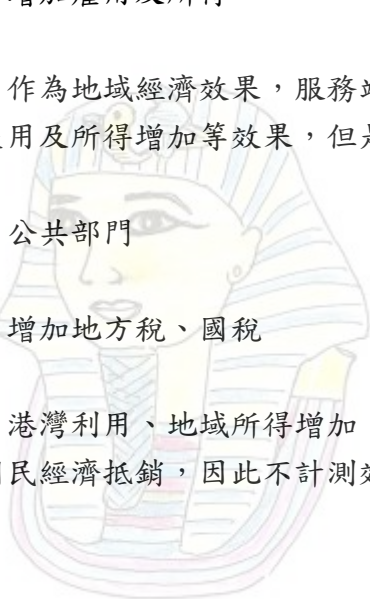 增加雇用及所得
作為地域經濟效果,服務
用及所得增加等效果,但是
公共部門
增加地方稅、國稅
港灣利用、地域所得增加
民經濟抵銷,因此不計測效